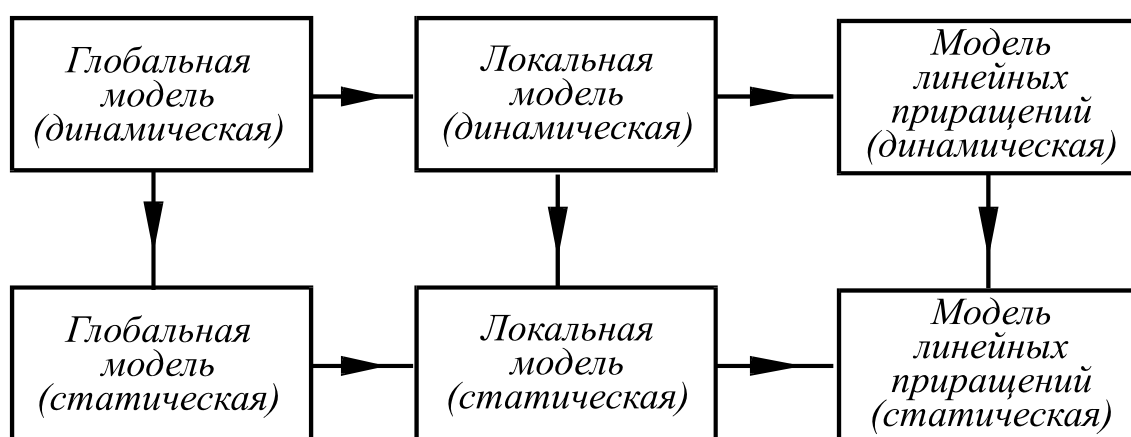 Глобальная
модель
(динамическая)
Локальная
модель
(динамическая)
Модель
линейных
приращений
(динамическая)
Глобальная
модель
(статическая)
Локальная
модель
(статическая)
Модель
линейных
приращений
(статическая)